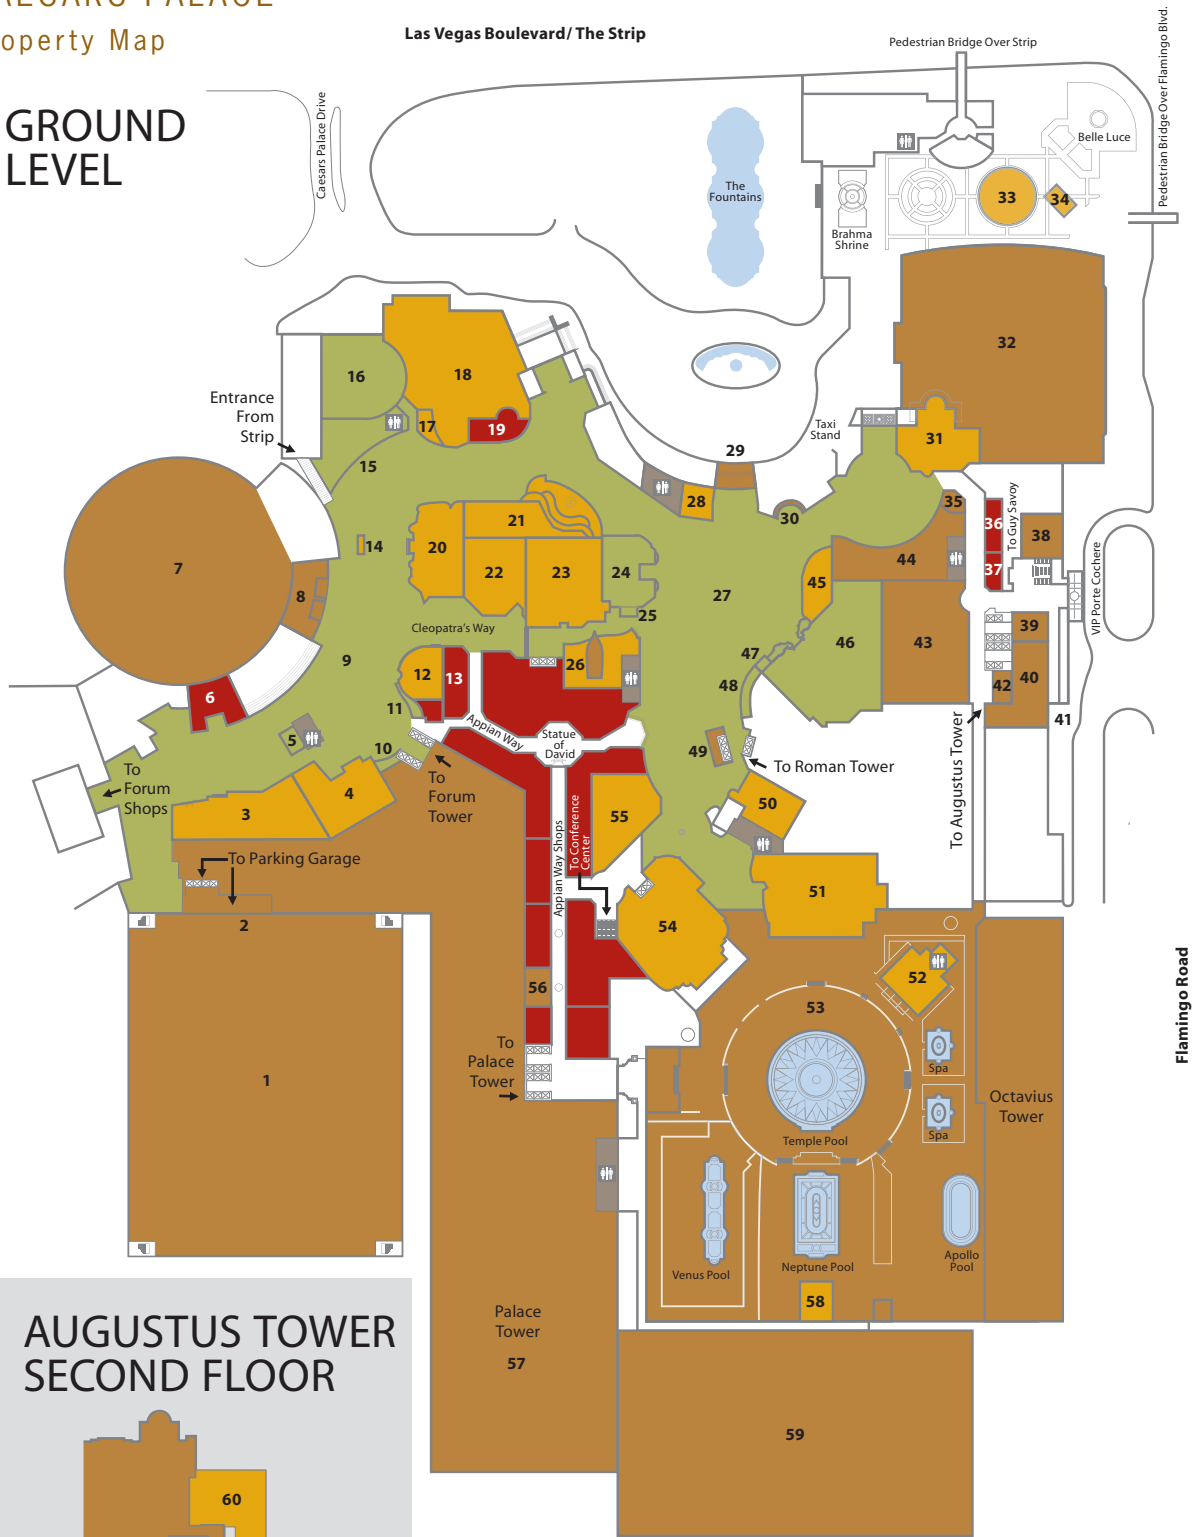 AESARS PALACE
operty Map
Las Vegas Boulevard/ The Strip
Pedestrian Bridge Over Strip
Pedestrian Bridge Over Flamingo Blvd.
GROUND
LEVEL
Caesars Palace Drive
The
Fountains
Belle Luce
33
34
Brahma
Shrine
32
16
18
Entrance
From
Strip
17
19
Taxi
Stand
31
29
15
28
30
35
36
To Guy Savoy
38
14
20
21
22
23
24
44
37
7
8
45
27
25
VIP Porte Cochere
Cleopatra's Way
39
9
12
13
26
47
46
43
40
6
48
42
11
Appian Way
Statue
of
David
41
5
10
49
To Augustus Tower
To
Forum
Shops
To
Forum
Tower
To Roman Tower
3
4
50
To Conference
Center
55
Appian Way Shops
To Parking Garage
51
2
54
52
56
53
Flamingo Road
To
Palace
Tower
Spa
1
Octavius
Tower
Spa
Temple Pool
Venus Pool
Neptune Pool
Apollo
Pool
58
Palace
Tower
57
AUGUSTUS TOWER
SECOND FLOOR
59
60